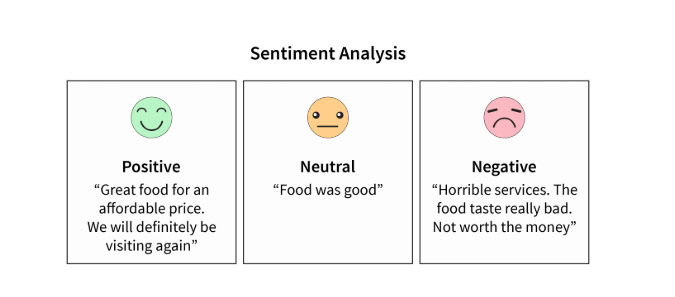 Sentiment Analysis
Positive
“Great food for an
affordable price.
We will definitely be
visiting again”
Neutral
“Food was good”
Negative
“Horrible services. The
food taste really bad.
Not worth the money”